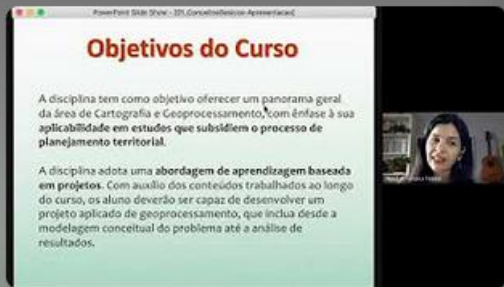 PowerPoint Slide Show - [01_ConceitosBasicos-Apresentacao]
Objetivos do Curso
A disciplina tem como objetivo oferecer um panorama geral
da área de Cartografia e Geoprocessamento, com ênfase à sua
aplicabilidade em estudos que subsidiem o processo de
planejamento territorial.
A disciplina adota uma abordagem de aprendizagem baseada
em projetos. Com auxílio dos conteúdos trabalhados ao longo
do curso, os aluno deverão ser capaz de desenvolver um
projeto aplicado de geoprocessamento, que inclua desde a
modelagem conceitual do problema até a análise de
resultados.